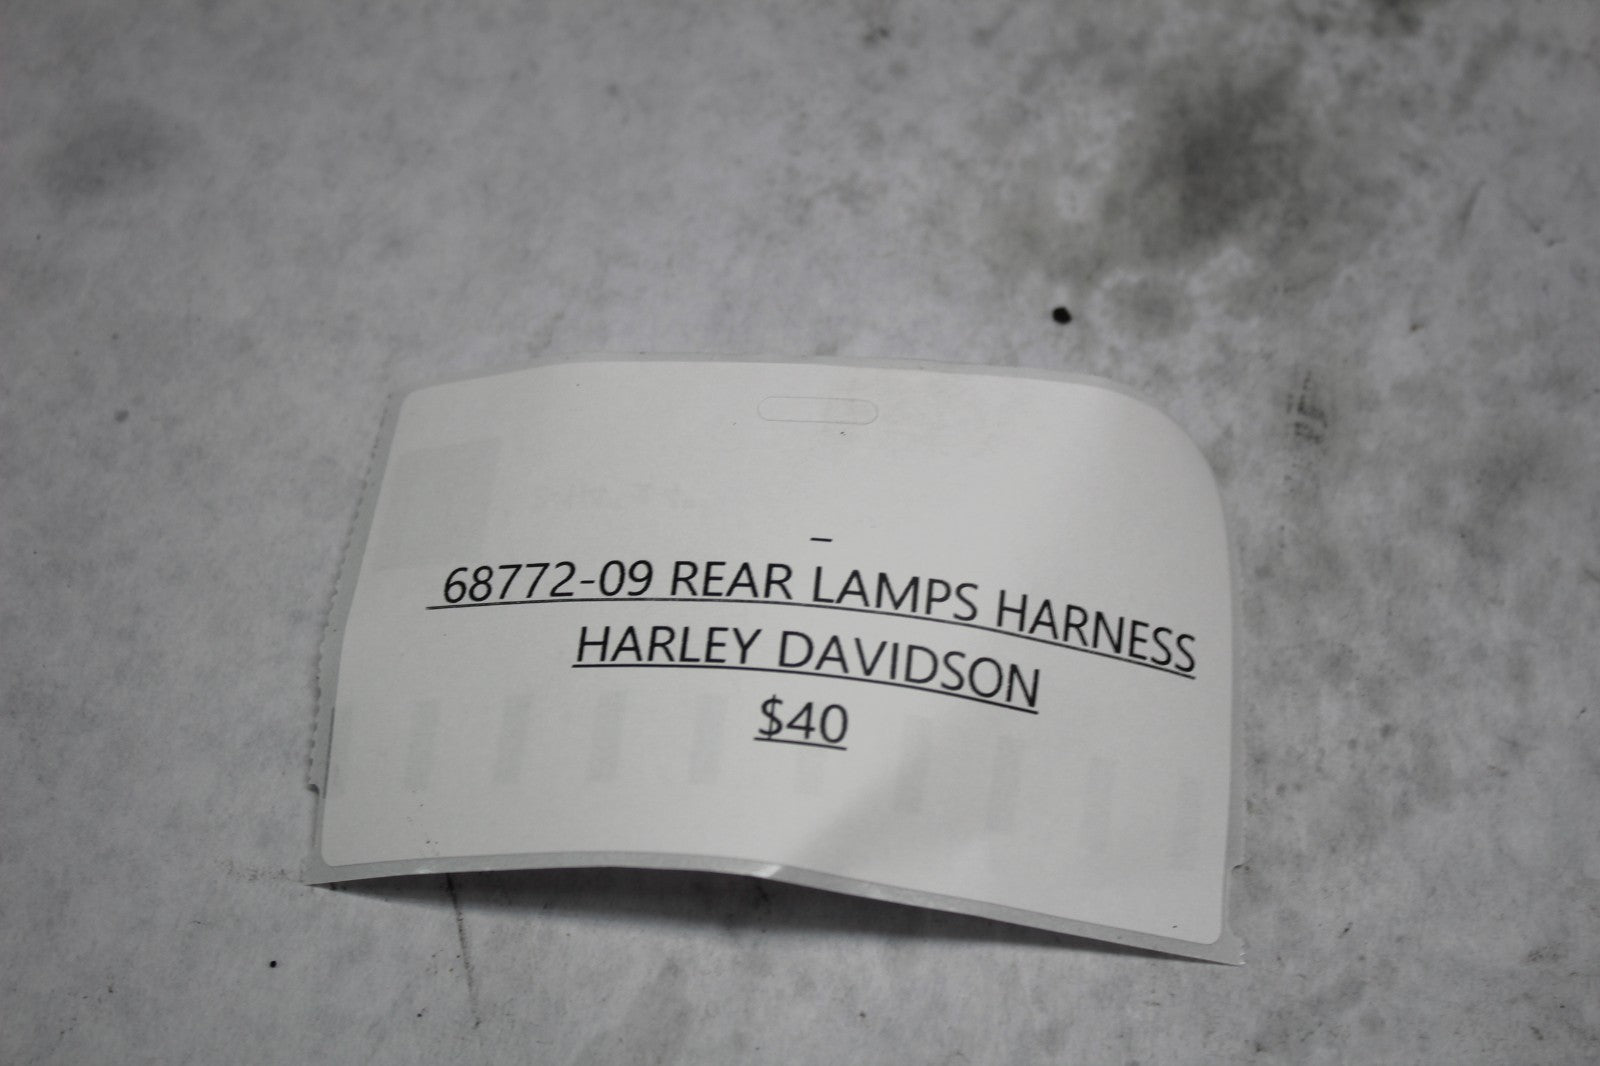 _
68772-09 REAR LAMPS HARNESS
HARLEY DAVIDSON
$40